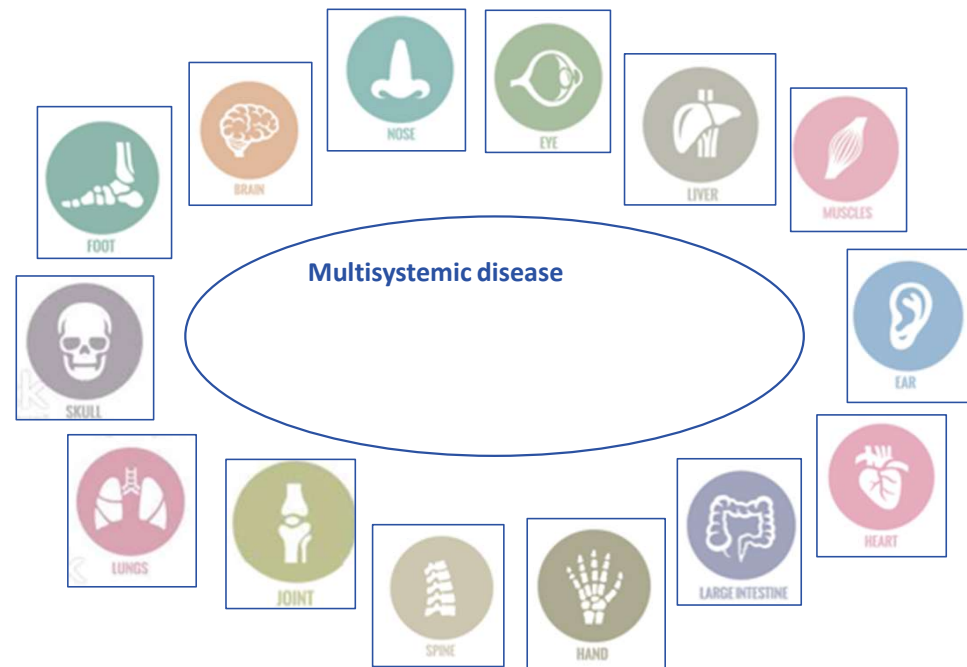 NOSE
EYE
BRAIN
LIVER
MUSCLES
FOOT
Multisystemic disease
EAR
SKULL
HEART
LUNGS
JOINT
LARGE INTESTINE
SPINE
HAND